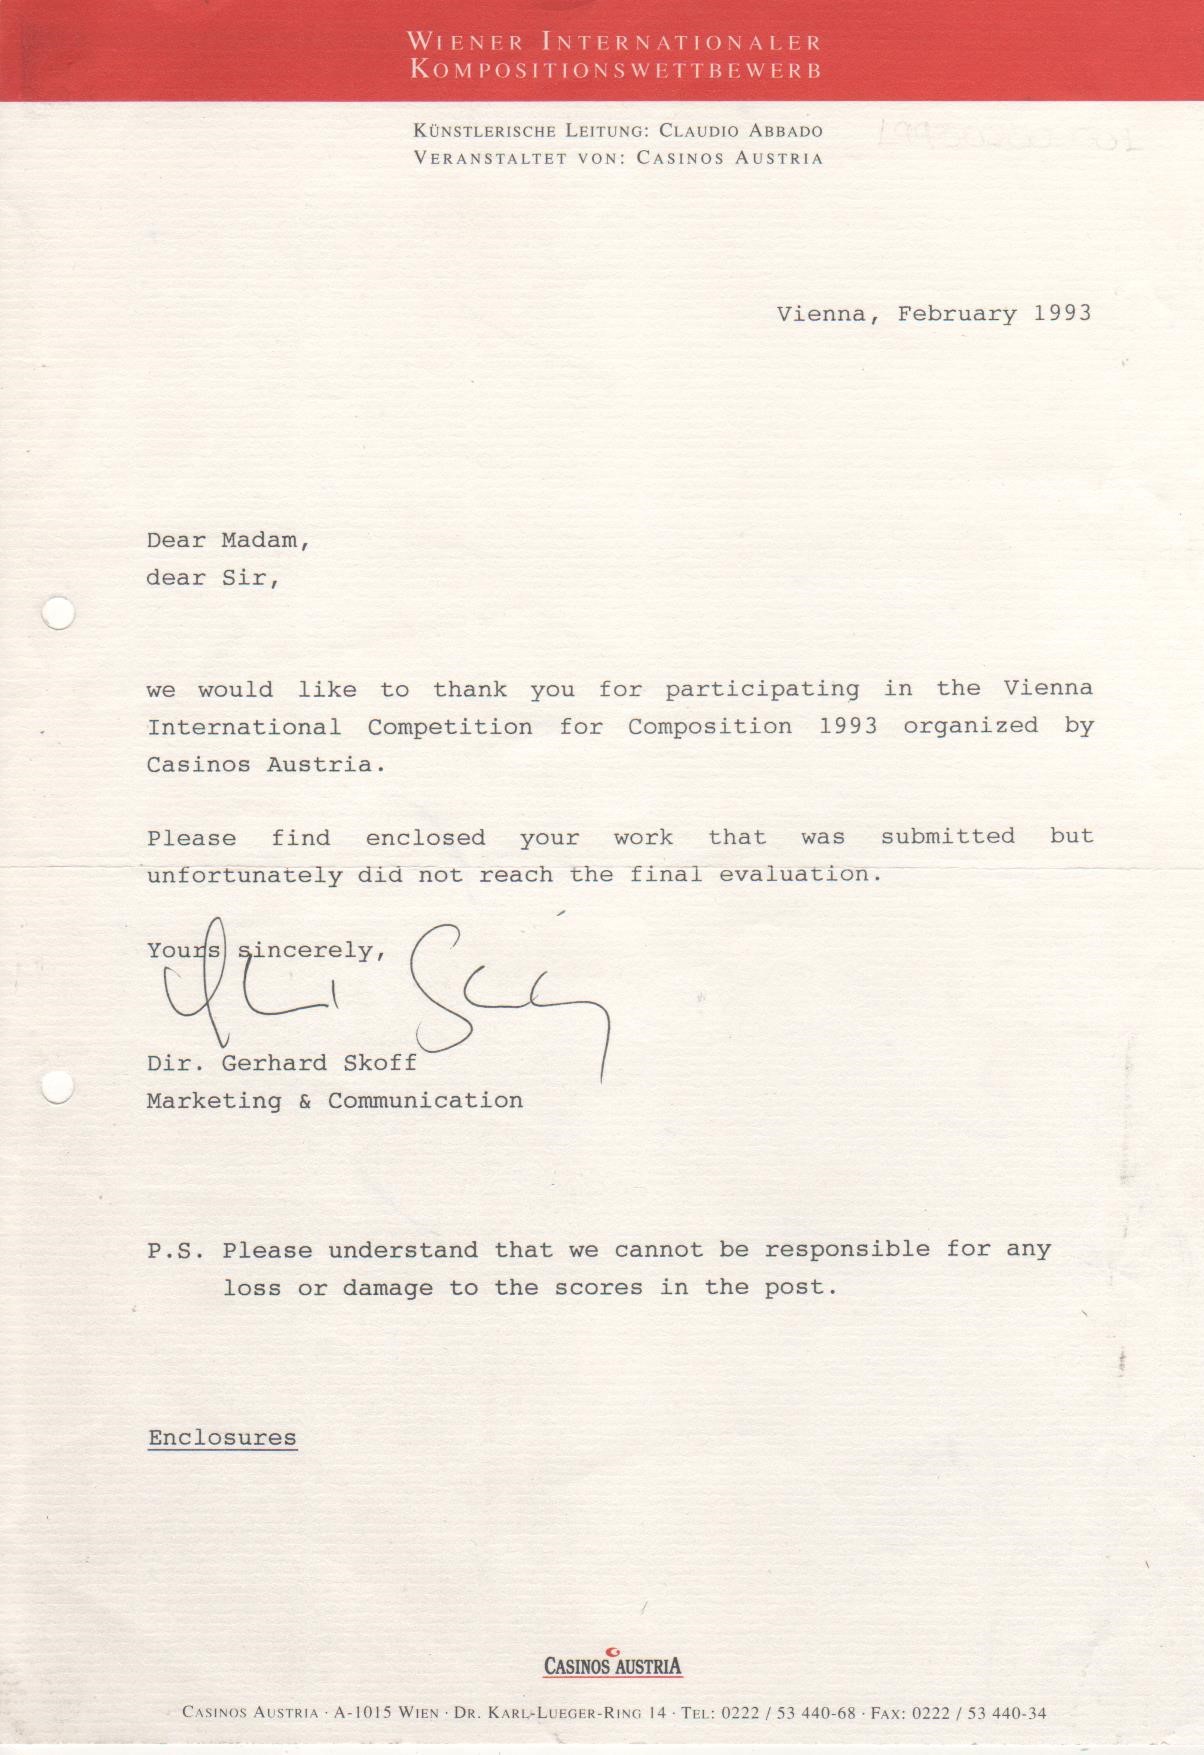 WIENER INTERNATIONALER
KOMPOSITIONSWETTBEWERB
KÜNSTLERISCHE LEITUNG: CLAUDIO ABBADO
VERANSTALTET VON: CASINOS AUSTRIA
Vienna, February 1993
Dear Madam,
dear Sir,
we would like to thank you for participating in the Vienna
International Competition for Composition 1993 organized by
Casinos Austria.
Please find enclosed your work that was submitted but
unfortunately did not reach the final evaluation.
Yours sincerely,
Dir. Gerhard Skoff
Marketing & Communication
P.S. Please understand that we cannot be responsible for any
loss or damage to the scores in the post.
Enclosures
CASINOS AUSTRIA
CASINOS AUSTRIA · A-1015 WIEN · DR. KARL-LUEGER-RING 14 · TEL: 0222 / 53 440-68 · FAX: 0222 / 53 440-34